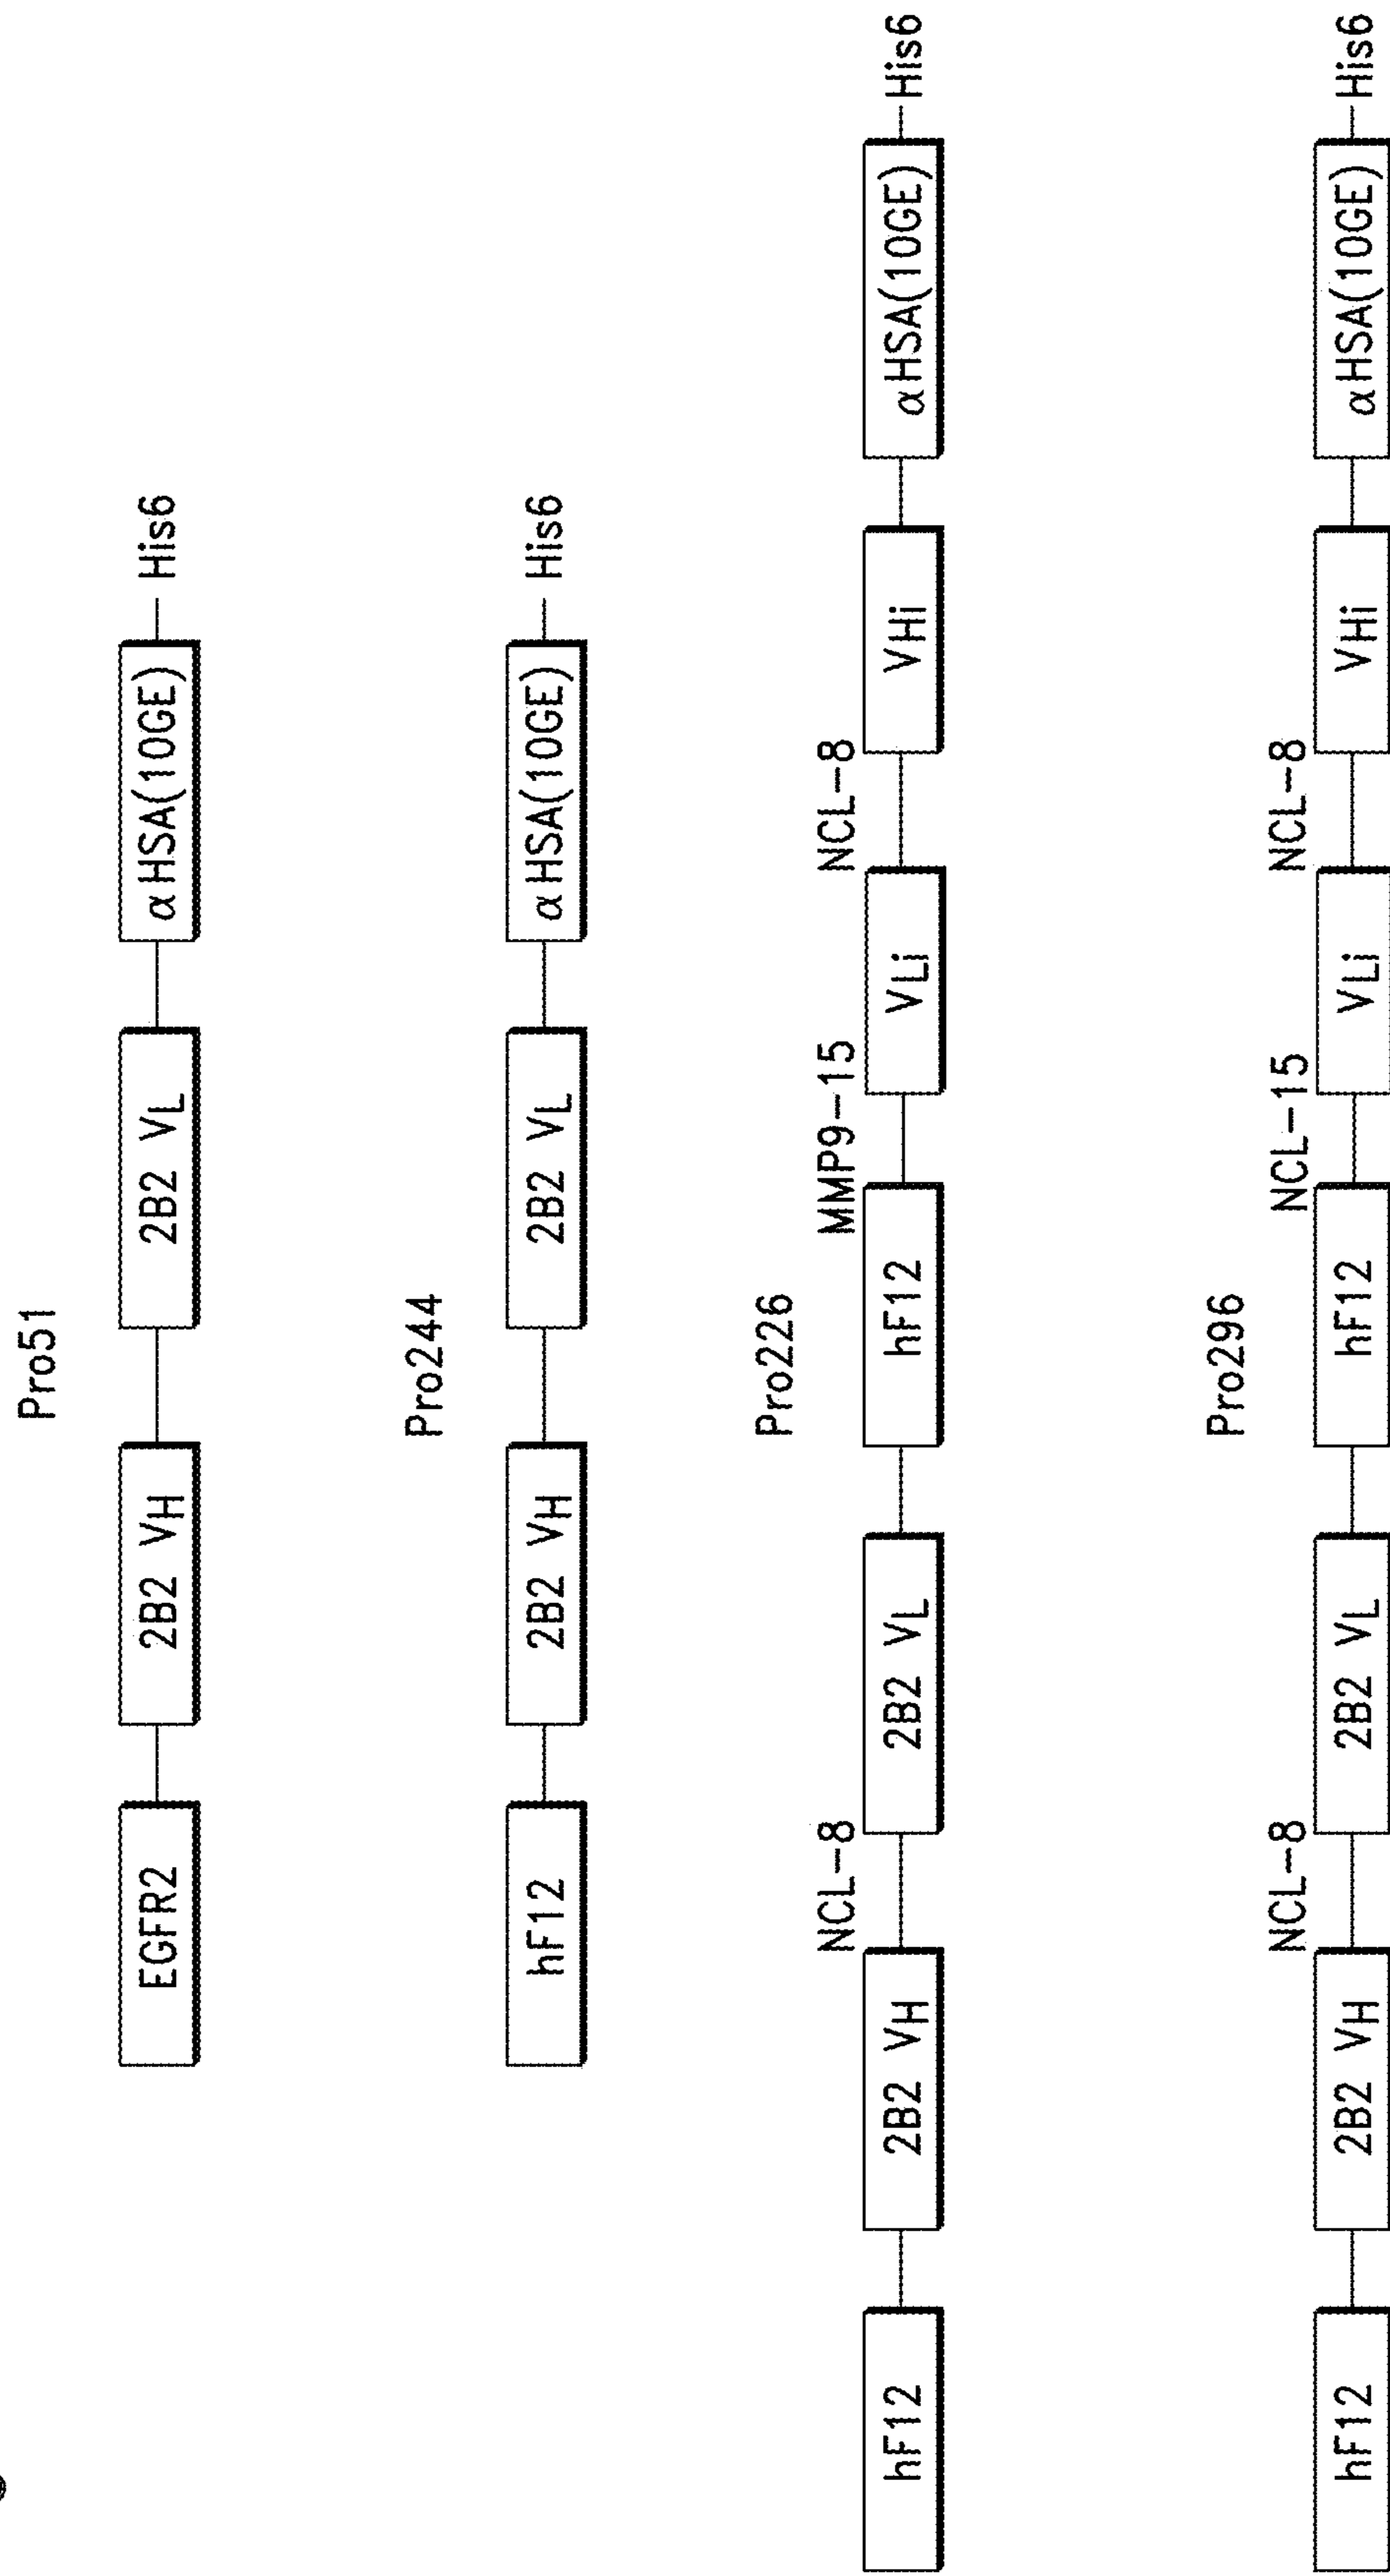 Pro51
EGFR2 2B2 VH 2B2 VL αHSA(10GE) His6
Pro244
hF12 2B2 VH 2B2 VL αHSA(10GE) His6
Pro226
NCL-8 MMP9-15 NCL-8
hF12 2B2 VH 2B2 VL hF12 VLi VHi αHSA(10GE) His6
Pro296
NCL-8 NCL-15 NCL-8
hF12 2B2 VH 2B2 VL hF12 VLi VHi αHSA(10GE) His6